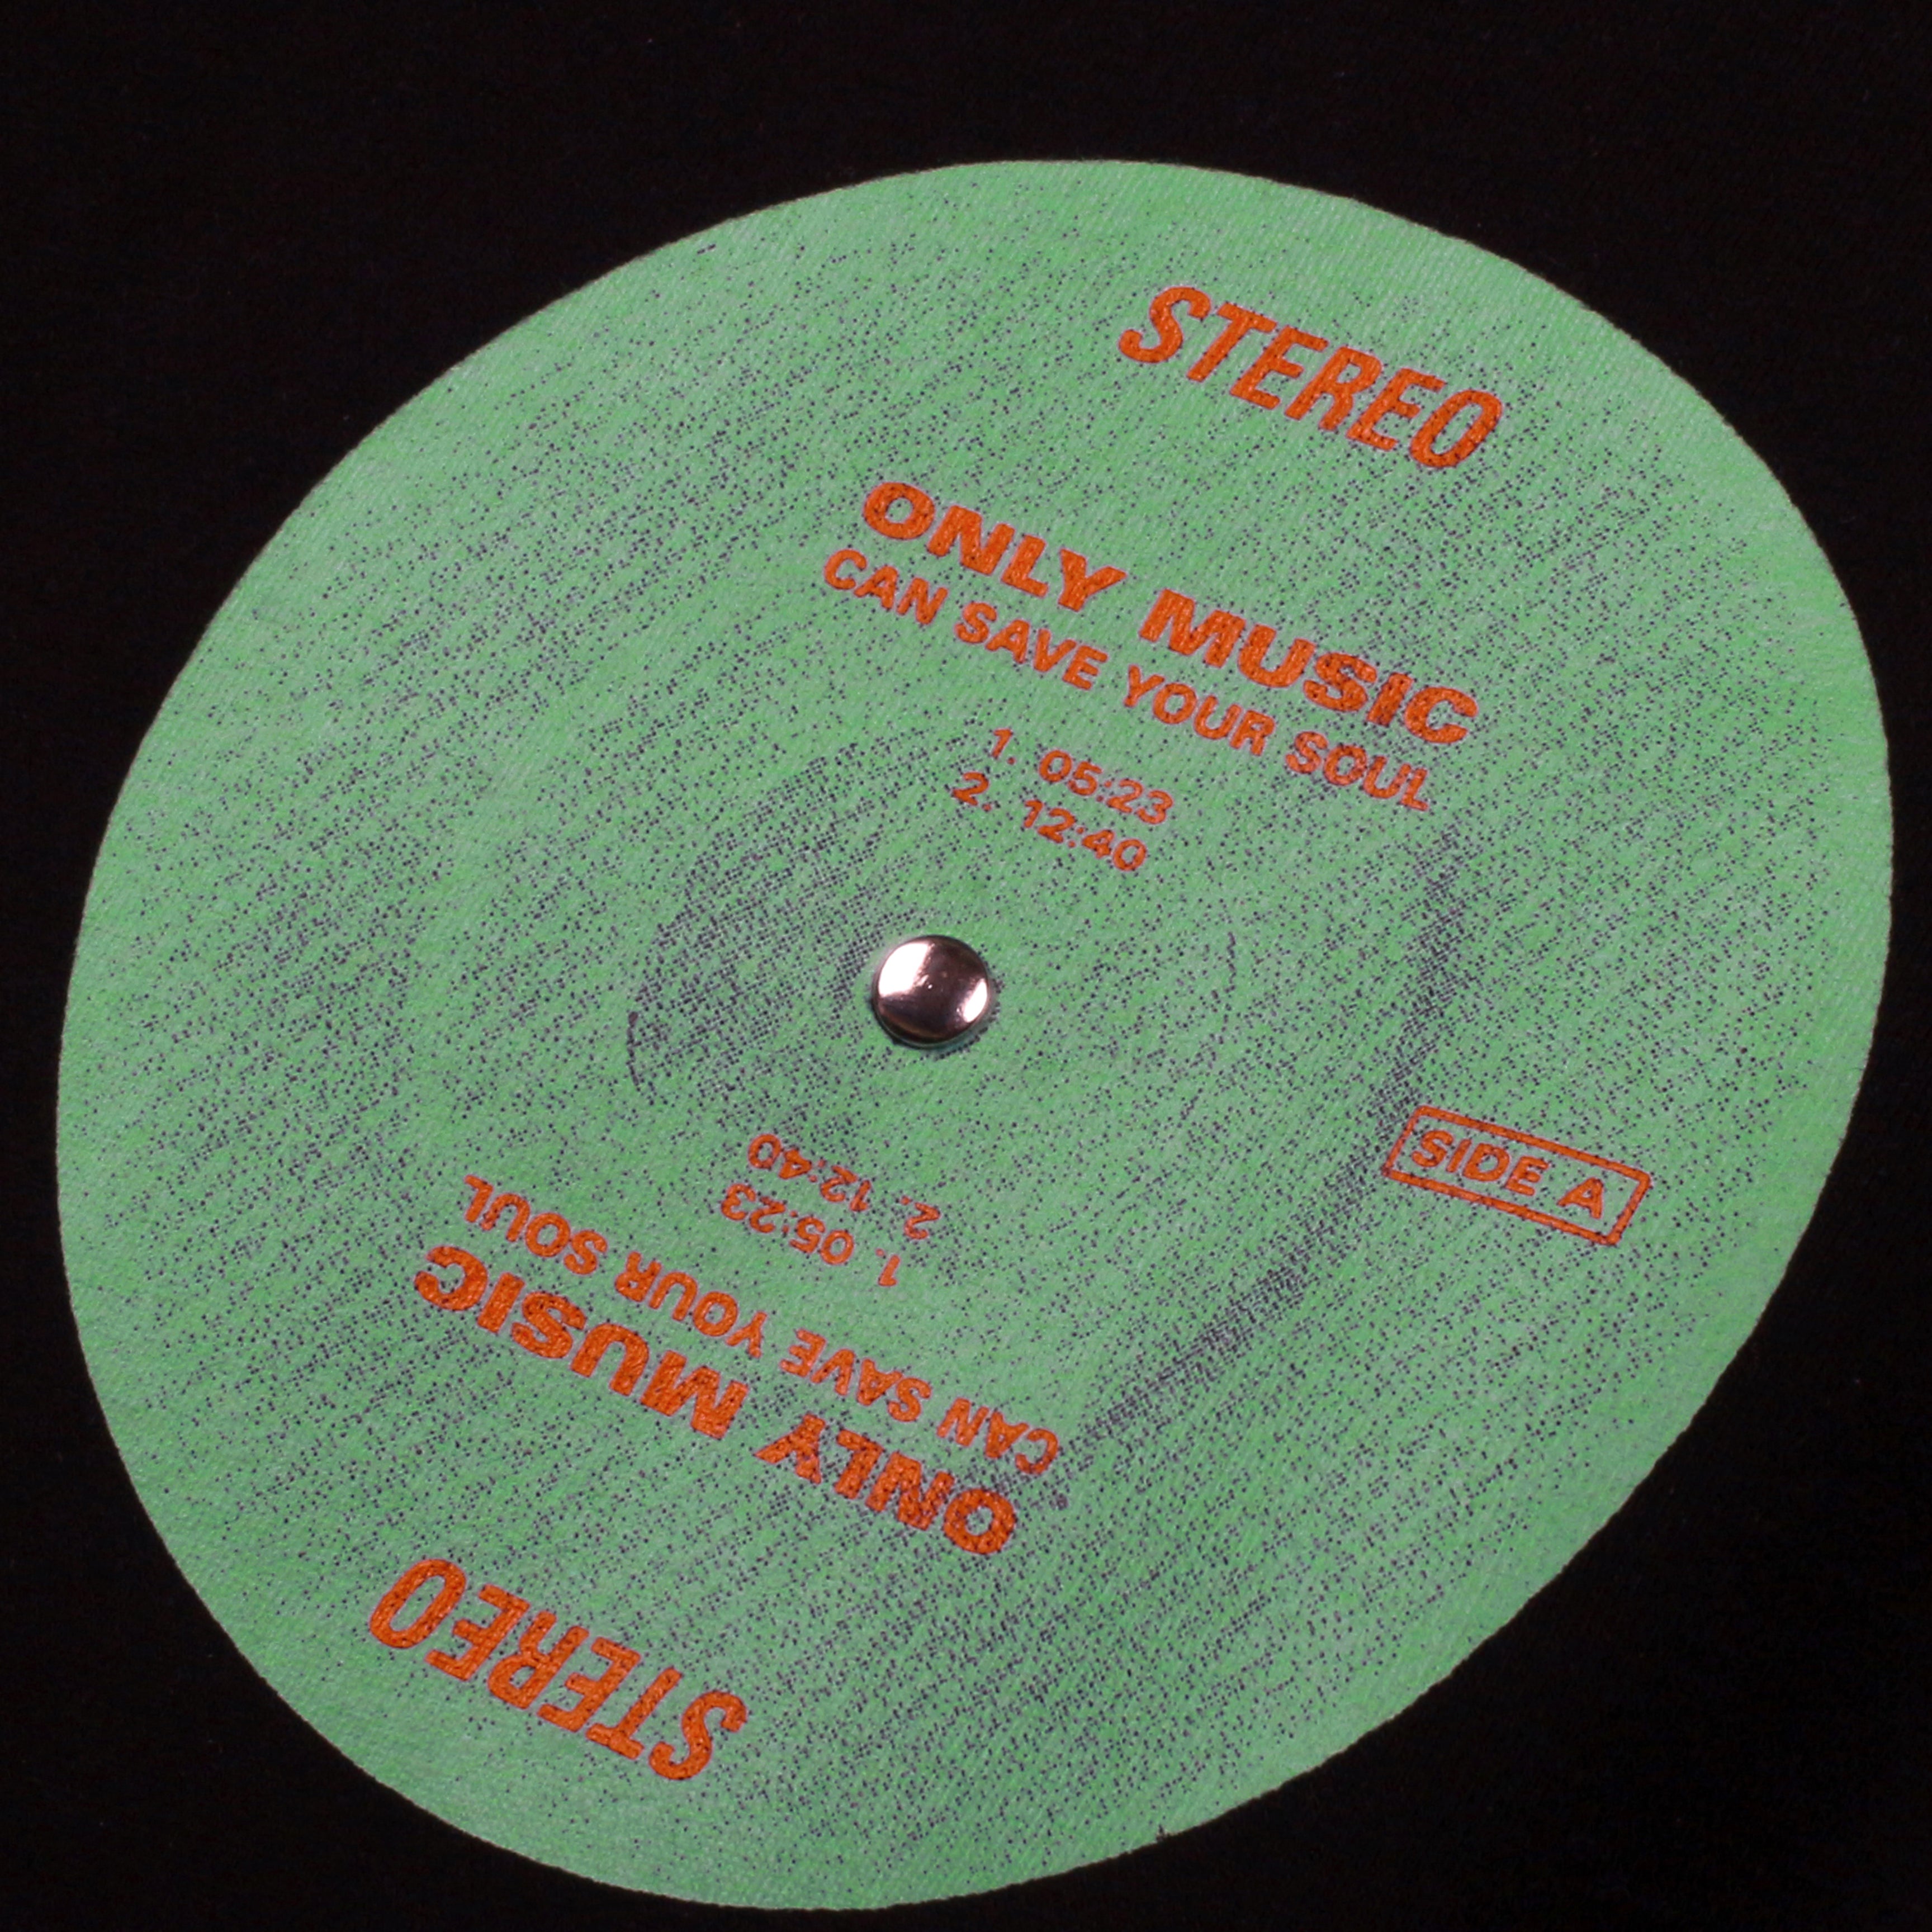 STEREO
ONLY MUSIC
CAN SAVE YOUR SOUL
1. 05:23
2. 12:40
SIDE A
STEREO
ONLY MUSIC
CAN SAVE YOUR SOUL
1. 05:23
2. 12:40